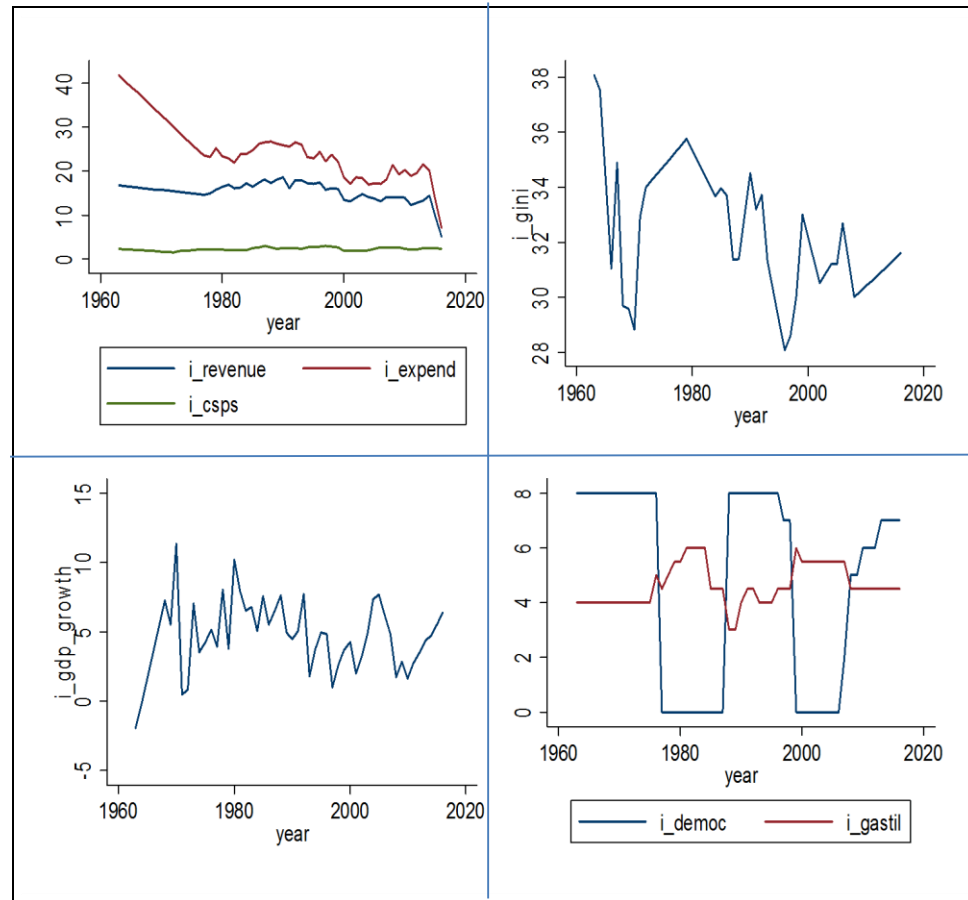 40
30
20
10
0
1960 1980 2000 2020
year
i_revenue i_expend
i_csps
i_gini
38
36
34
32
30
28
1960 1980 2000 2020
year
i_gdp_growth
15
10
5
0
-5
1960 1980 2000 2020
year
8
6
4
2
0
1960 1980 2000 2020
year
i_democ i_gastil